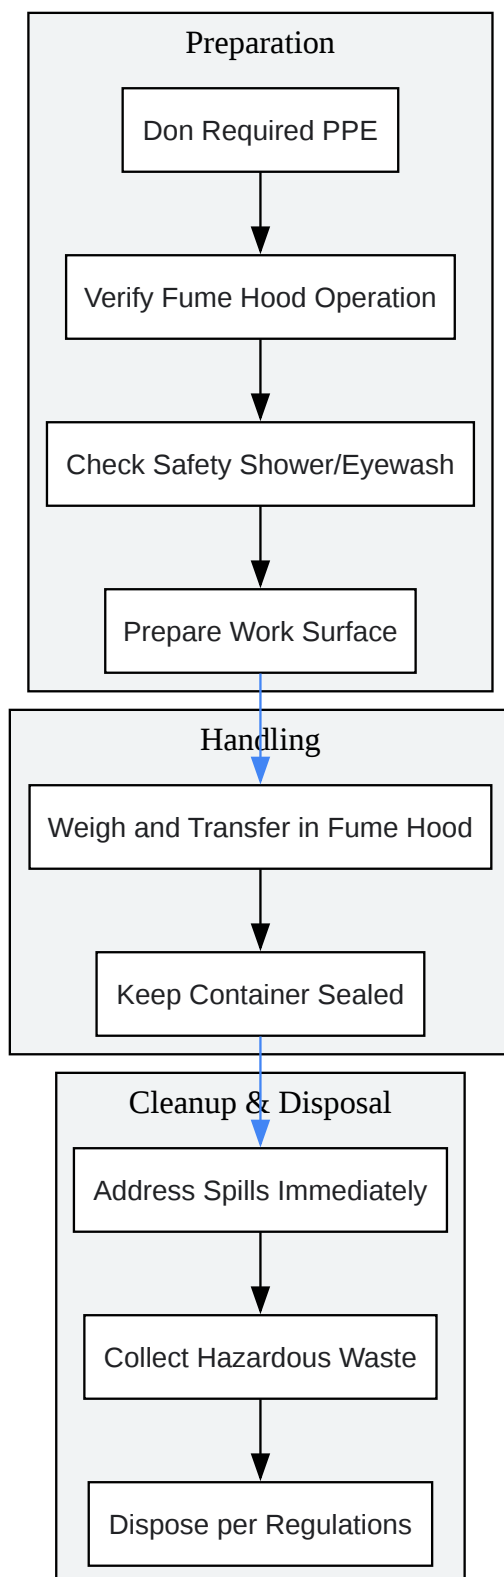 Preparation
Don Required PPE
Verify Fume Hood Operation
Check Safety Shower/Eyewash
Prepare Work Surface
Handling
Weigh and Transfer in Fume Hood
Keep Container Sealed
Cleanup & Disposal
Address Spills Immediately
Collect Hazardous Waste
Dispose per Regulations